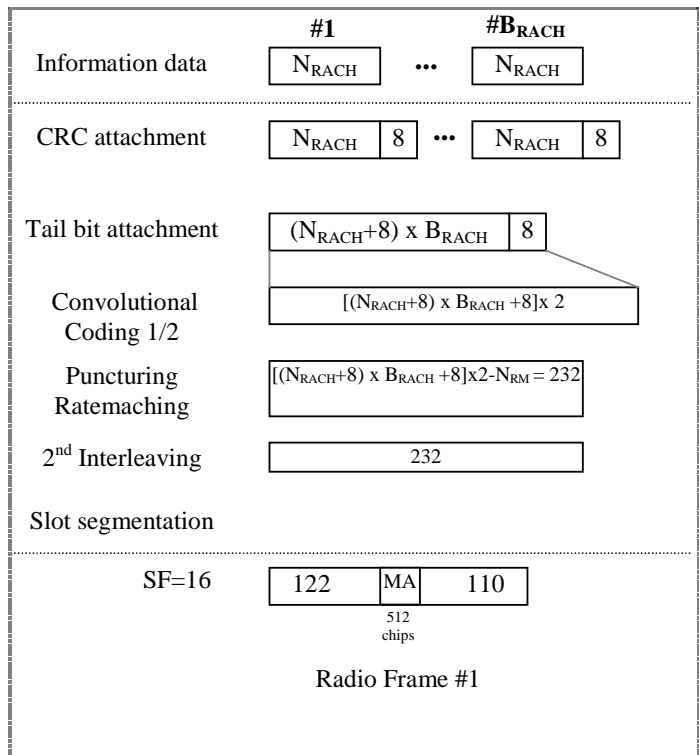 #1 #B_RACH
Information data N_RACH ••• N_RACH
CRC attachment N_RACH 8 ••• N_RACH 8
Tail bit attachment (N_RACH+8) x B_RACH 8
Convolutional
Coding 1/2
[(N_RACH+8) x B_RACH +8]x 2
Puncturing
Ratemaching
[(N_RACH+8) x B_RACH +8]x2-N_RM = 232
2nd Interleaving 232
Slot segmentation
SF=16 122 MA 110
512
chips
Radio Frame #1